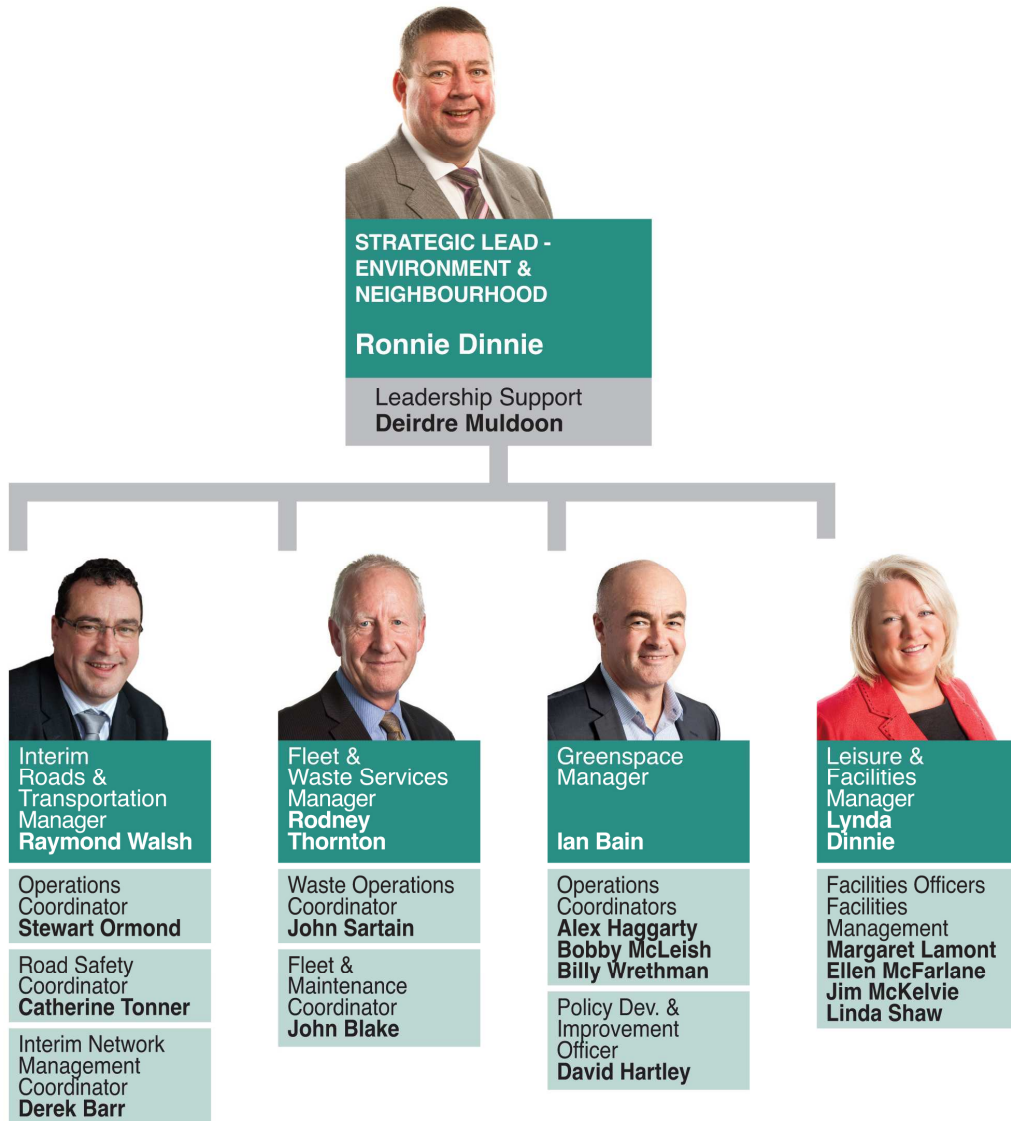 STRATEGIC LEAD -
ENVIRONMENT &
NEIGHBOURHOOD
Ronnie Dinnie
Leadership Support
Deirdre Muldoon
Interim
Roads &
Transportation
Manager
Raymond Walsh
Operations
Coordinator
Stewart Ormond
Road Safety
Coordinator
Catherine Tonner
Interim Network
Management
Coordinator
Derek Barr
Fleet &
Waste Services
Manager
Rodney
Thornton
Waste Operations
Coordinator
John Sartain
Fleet &
Maintenance
Coordinator
John Blake
Greenspace
Manager
Ian Bain
Operations
Coordinators
Alex Haggarty
Bobby McLeish
Billy Wrethman
Policy Dev. &
Improvement
Officer
David Hartley
Leisure &
Facilities
Manager
Lynda
Dinnie
Facilities Officers
Facilities
Management
Margaret Lamont
Ellen McFarlane
Jim McKelvie
Linda Shaw